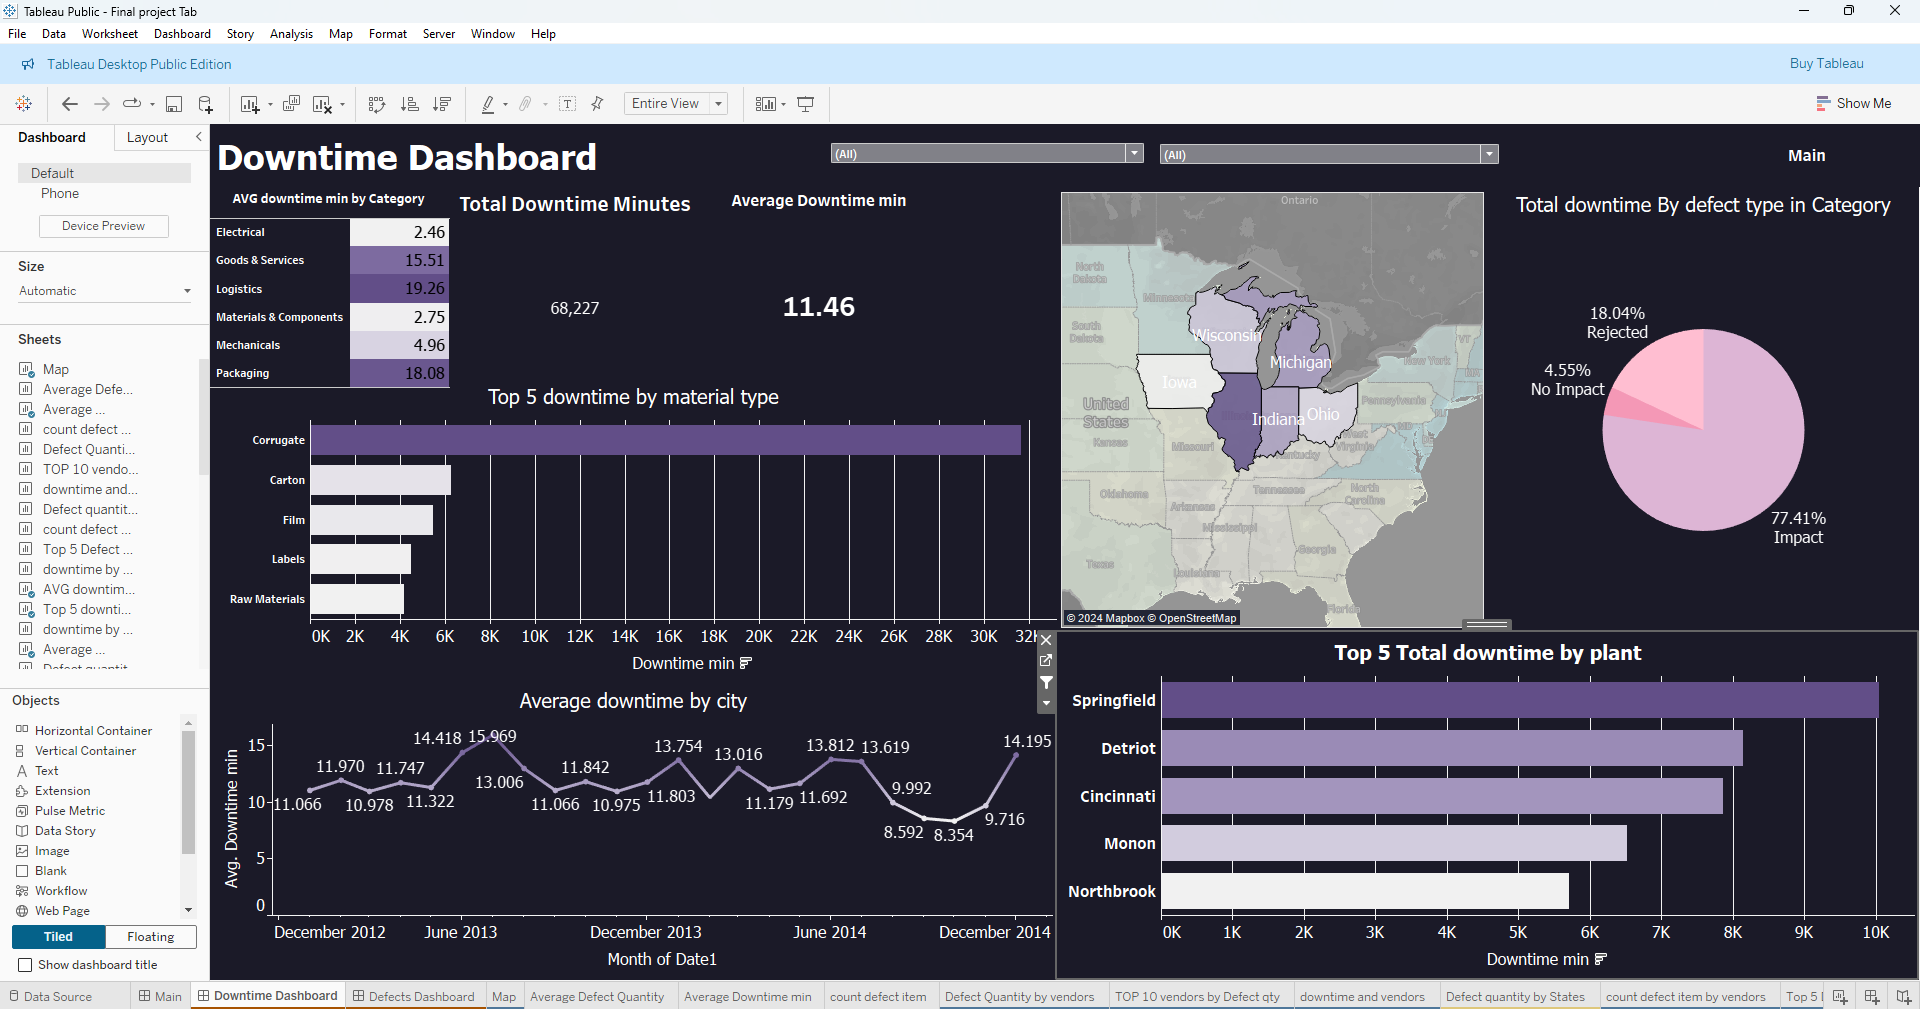 Tableau Public - Final project Tab
File Data Worksheet Dashboard Story Analysis Map Format Server Window Help
Tableau Desktop Public Edition
Buy Tableau
Entire View
Show Me
Dashboard
Layout
Default
Phone
Device Preview
Size
Automatic
Sheets
Map
Average Defe...
Average ...
count defect ...
Defect Quanti...
TOP 10 vendo...
downtime and...
Defect quantit...
count defect ...
Top 5 Defect ...
downtime by ...
AVG downtim...
Top 5 downti...
downtime by ...
Average ...
Defect quantit
Objects
Horizontal Container
Vertical Container
Text
Extension
Pulse Metric
Data Story
Image
Blank
Workflow
Web Page
Tiled
Floating
Show dashboard title
Downtime Dashboard
(All)
(All)
Main
AVG downtime min by Category
Electrical 2.46
Goods & Services 15.51
Logistics 19.26
Materials & Components 2.75
Mechanicals 4.96
Packaging 18.08
Total Downtime Minutes
68,227
Average Downtime min
11.46
Top 5 downtime by material type
Corrugate
Carton
Film
Labels
Raw Materials
0K 2K 4K 6K 8K 10K 12K 14K 16K 18K 20K 22K 24K 26K 28K 30K 32K
Downtime min
Ontario
North
Dakota
Minnesota
South
Dakota
Wisconsin
Michigan
VT
New York
MA
Iowa
United
States
Indiana
Ohio
Pennsylvania
NJ
MD
Kansas
Missouri
West
Virginia
Kentucky
Oklahoma
Tennessee
North
Carolina
Arkansas
Mississippi
Georgia
Texas
Louisiana
Florida
© 2024 Mapbox © OpenStreetMap
Total downtime By defect type in Category
18.04%
Rejected
4.55%
No Impact
77.41%
Impact
Average downtime by city
Avg. Downtime min
15
10
5
0
11.066
11.970
10.978
11.747
11.322
14.418
15.969
13.006
11.066
11.842
10.975
11.803
13.754
13.016
11.179
11.692
13.812
13.619
9.992
8.592
8.354
9.716
14.195
December 2012 June 2013 December 2013 June 2014 December 2014
Month of Date1
Top 5 Total downtime by plant
Springfield
Detriot
Cincinnati
Monon
Northbrook
0K 1K 2K 3K 4K 5K 6K 7K 8K 9K 10K
Downtime min
Data Source
Main
Downtime Dashboard
Defects Dashboard
Map
Average Defect Quantity
Average Downtime min
count defect item
Defect Quantity by vendors
TOP 10 vendors by Defect qty
downtime and vendors
Defect quantity by States
count defect item by vendors
Top 5